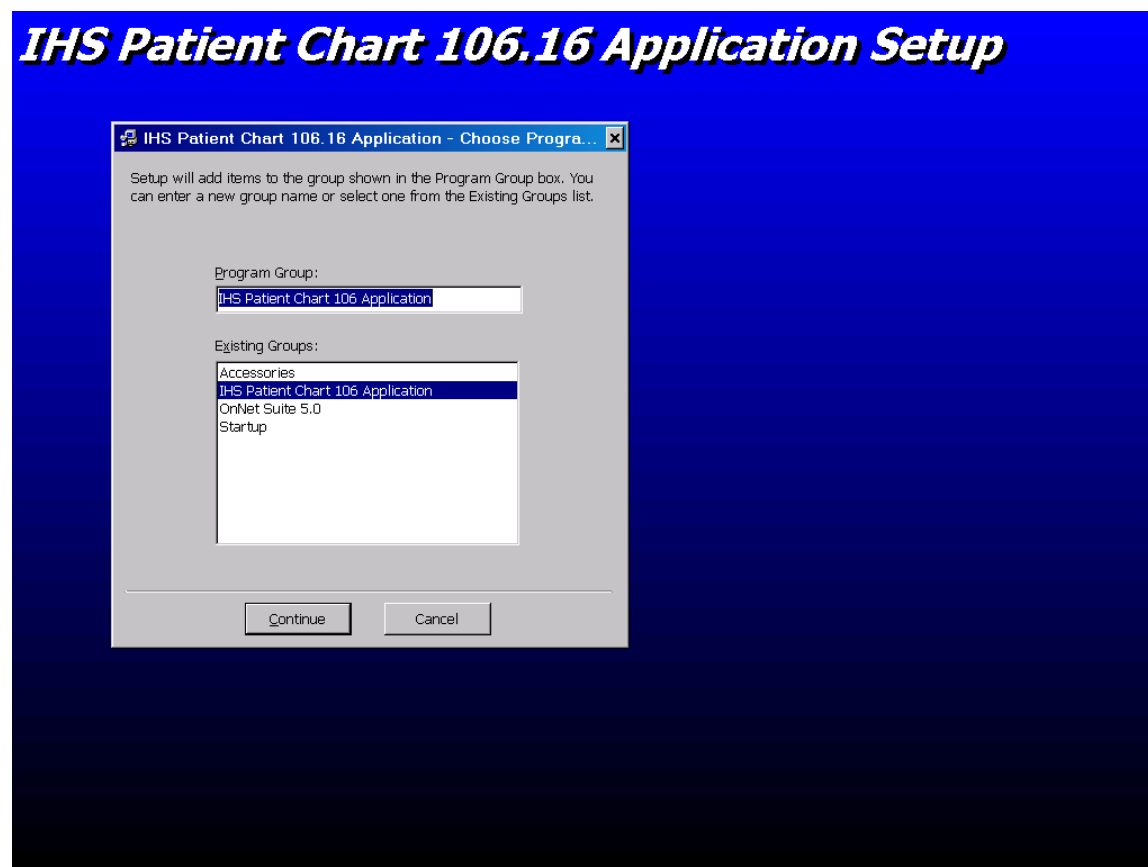 IHS Patient Chart 106.16 Application Setup
IHS Patient Chart 106.16 Application - Choose Progra...
Setup will add items to the group shown in the Program Group box. You
can enter a new group name or select one from the Existing Groups list.
Program Group:
IHS Patient Chart 106 Application
Existing Groups:
Accessories
IHS Patient Chart 106 Application
OnNet Suite 5.0
Startup
Continue
Cancel